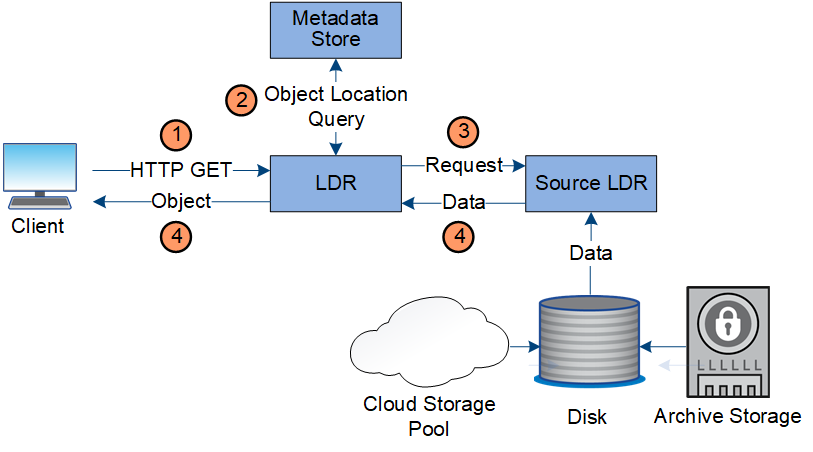 Metadata
Store
2
Object Location
Query
1
3
HTTP GET
LDR
Request
Source LDR
Object
Data
Client
4
4
Data
Cloud Storage
Pool
Disk
Archive Storage